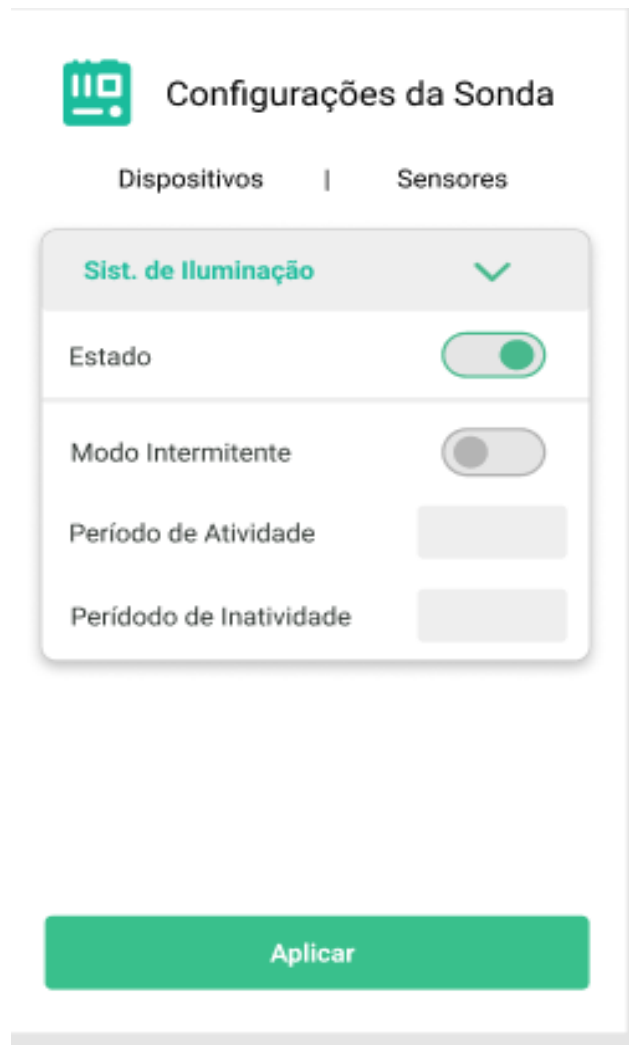 Configurações da Sonda
Dispositivos | Sensores
Sist. de Iluminação
Estado
Modo Intermitente
Período de Atividade
Perídodo de Inatividade
Aplicar